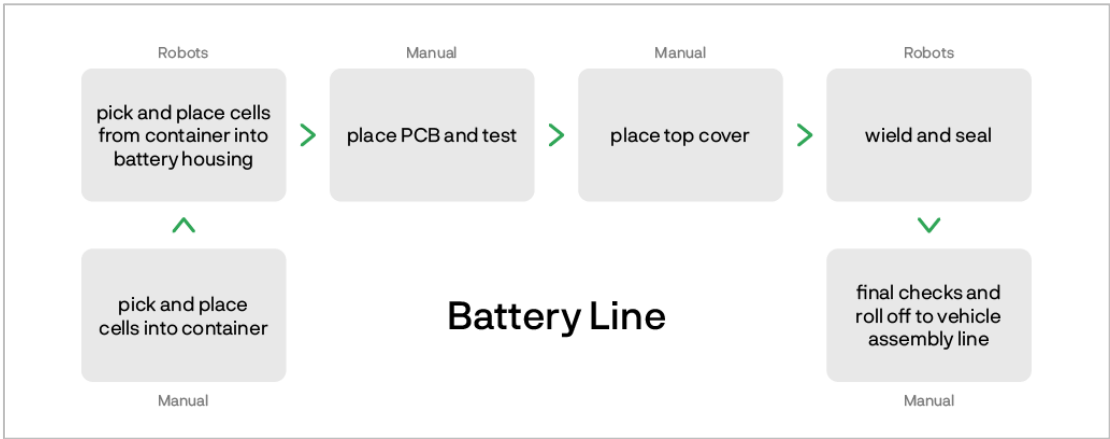 Robots
pick and place cells
from container into
battery housing
Manual
place PCB and test
Manual
place top cover
Robots
wield and seal
pick and place
cells into container
Manual
Battery Line
final checks and
roll off to vehicle
assembly line
Manual